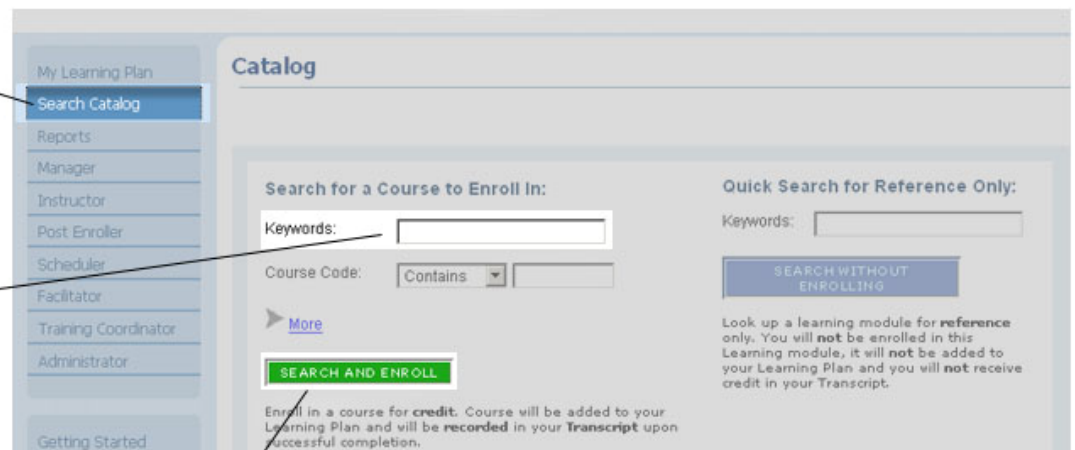 My Learning Plan
Search Catalog
Reports
Manager
Instructor
Post Enroller
Scheduler
Facilitator
Training Coordinator
Administrator
Getting Started
Catalog
Search for a Course to Enroll In:
Keywords:
Course Code:
Contains
More
SEARCH AND ENROLL
Enroll in a course for credit. Course will be added to your
Learning Plan and will be recorded in your Transcript upon
successful completion.
Quick Search for Reference Only:
Keywords:
SEARCH WITHOUT
ENROLLING
Look up a learning module for reference
only. You will not be enrolled in this
Learning module, it will not be added to
your Learning Plan and you will not receive
credit in your Transcript.